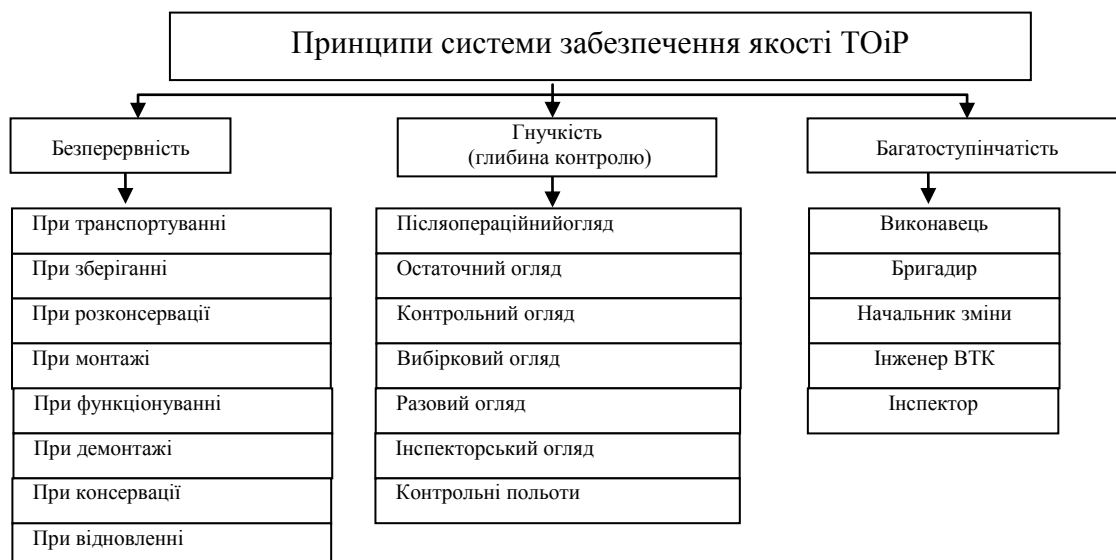 Принципи системи забезпечення якості ТОіР
Безперервність
Гнучкість
(глибина контролю)
Багатоступінчатість
При транспортуванні
При зберіганні
При розконсервації
При монтажі
При функціонуванні
При демонтажі
При консервації
При відновленні
Післяопераційнийогляд
Остаточний огляд
Контрольний огляд
Вибірковий огляд
Разовий огляд
Інспекторський огляд
Контрольні польоти
Виконавець
Бригадир
Начальник зміни
Інженер ВТК
Інспектор